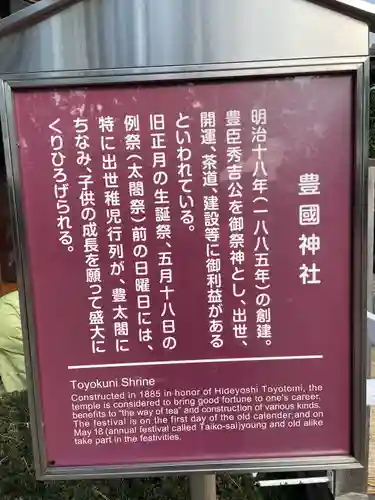 豊國神社
明治十八年（一八八五年）の創建。
豊臣秀吉公を御祭神とし、出世、
開運、茶道、建設等に御利益がある
といわれている。
旧正月の生誕祭、五月十八日の
例祭（太閤祭）前の日曜日には、
特に出世稚児行列が、豊太閤に
ちなみ、子供の成長を願って盛大に
くりひろげられる。
Toyokuni Shrine
Constructed in 1885 in honor of Hideyoshi Toyotomi, the
temple is considered to bring good fortune to one's career,
benefits to "the way of tea" and construction of various kinds.
The festival is on the first day of the old calender, and on
May 18 (annual festival called Taiko-sai)young and old alike
take part in the feativities.